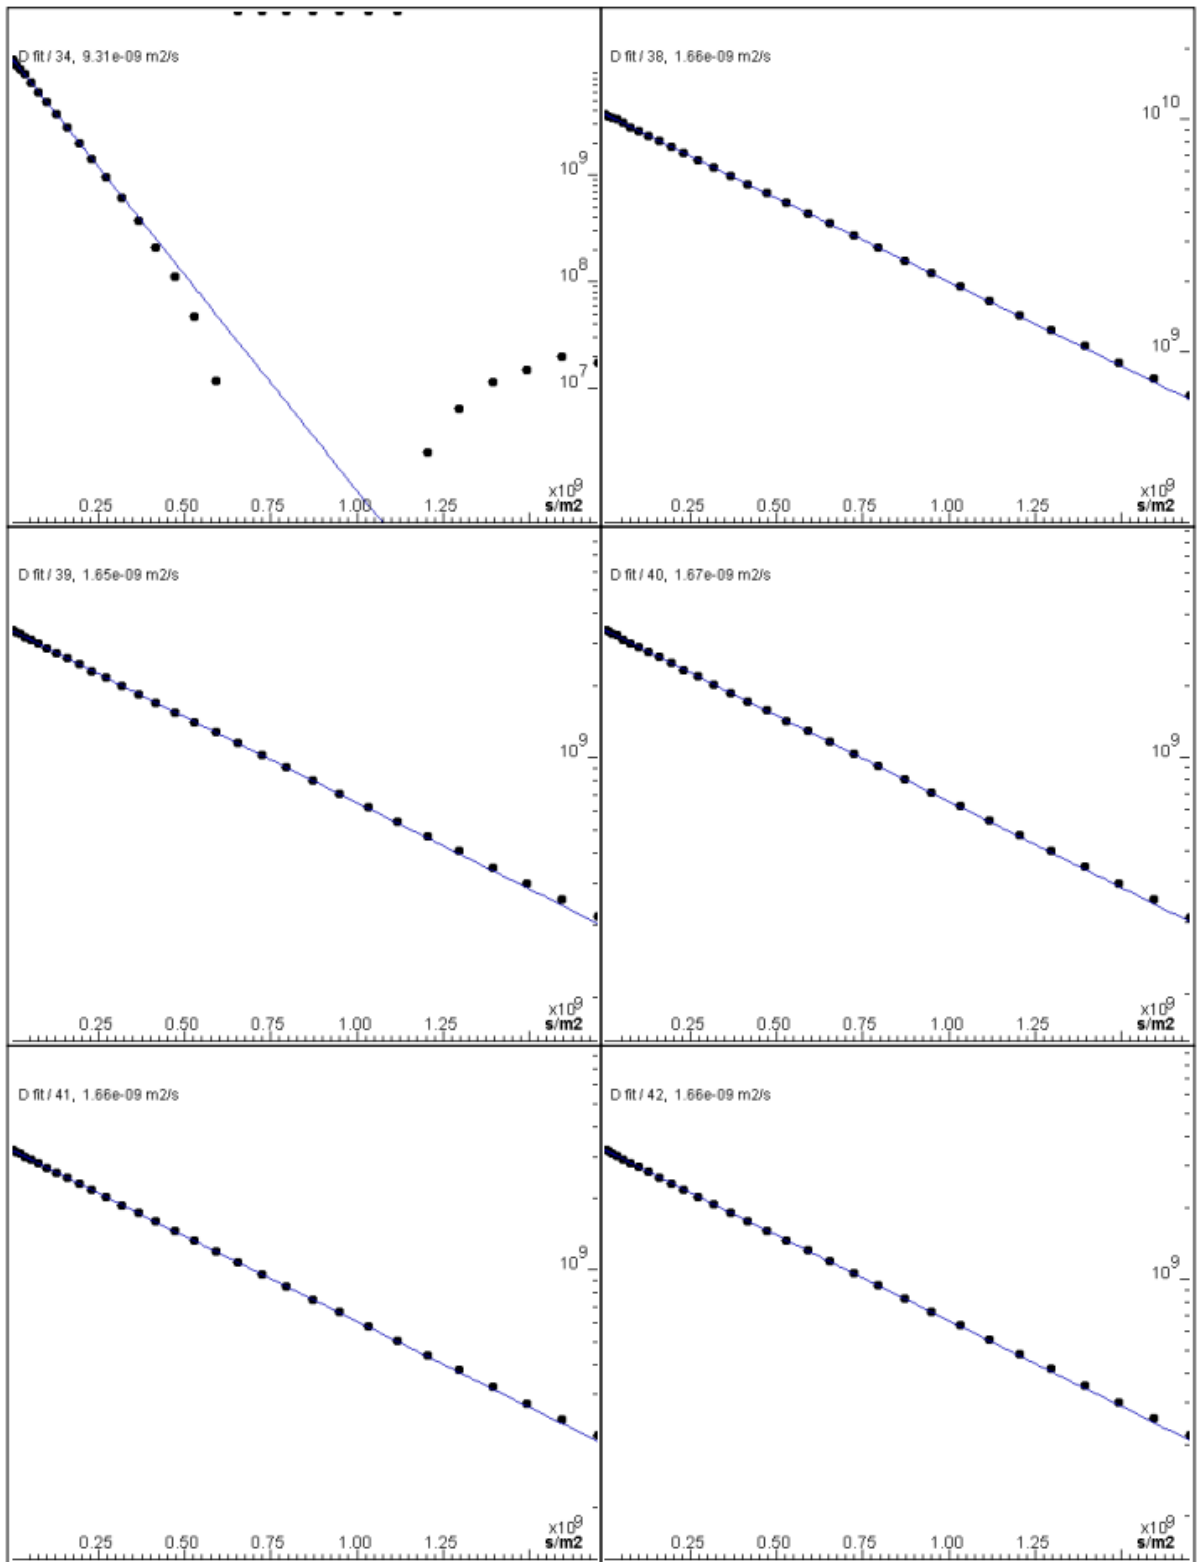 D fit / 34, 9.31e-09 m2/s
10^9
10^8
10^7
x10^9
0.25 0.50 0.75 1.00 1.25 s/m2
D fit / 38, 1.66e-09 m2/s
10^10
10^9
x10^9
0.25 0.50 0.75 1.00 1.25 s/m2
D fit / 39, 1.65e-09 m2/s
10^9
x10^9
0.25 0.50 0.75 1.00 1.25 s/m2
D fit / 40, 1.67e-09 m2/s
10^9
x10^9
0.25 0.50 0.75 1.00 1.25 s/m2
D fit / 41, 1.66e-09 m2/s
10^9
x10^9
0.25 0.50 0.75 1.00 1.25 s/m2
D fit / 42, 1.66e-09 m2/s
10^9
x10^9
0.25 0.50 0.75 1.00 1.25 s/m2